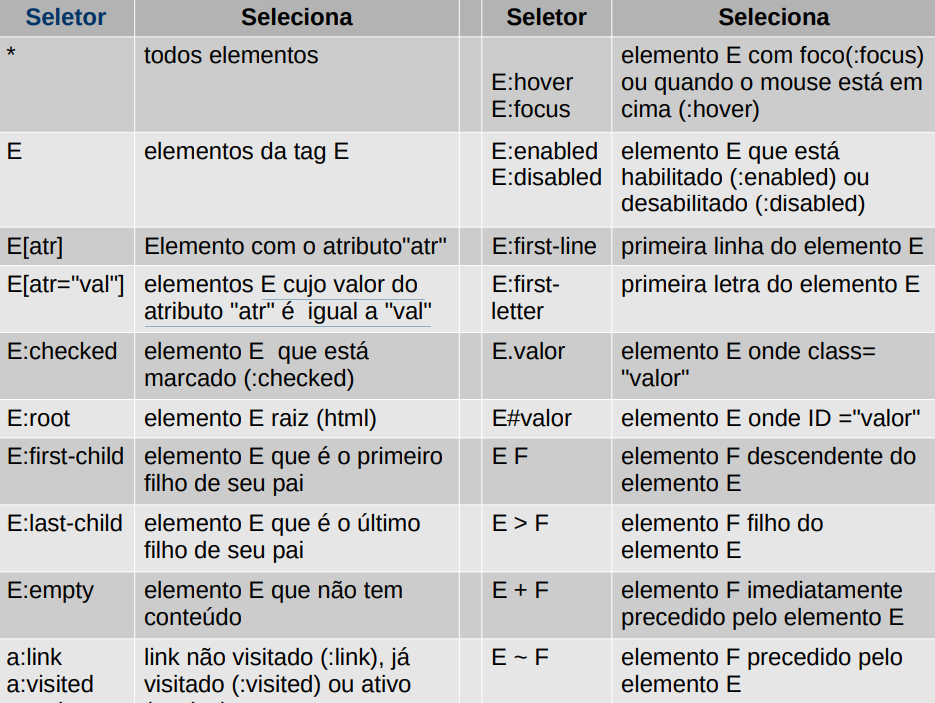 Seletor Seleciona Seletor Seleciona
* todos elementos
E:hover
E:focus
elemento E com foco(:focus)
ou quando o mouse está em
cima (:hover)
E elementos da tag E
E:enabled
E:disabled
elemento E que está
habilitado (:enabled) ou
desabilitado (:disabled)
E[atr] Elemento com o atributo"atr"
E:first-line primeira linha do elemento E
E[atr="val"]
elementos E cujo valor do
atributo "atr" é  igual a "val"
E:first-
letter
primeira letra do elemento E
E:checked
elemento E  que está
marcado (:checked)
E.valor
elemento E onde class=
"valor"
E:root elemento E raiz (html)
E#valor elemento E onde ID ="valor"
E:first-child
elemento E que é o primeiro
filho de seu pai
E F
elemento F descendente do
elemento E
E:last-child
elemento E que é o último
filho de seu pai
E > F
elemento F filho do
elemento E
E:empty
elemento E que não tem
conteúdo
E + F
elemento F imediatamente
precedido pelo elemento E
a:link
a:visited
link não visitado (:link), já
visitado (:visited) ou ativo
E ~ F
elemento F precedido pelo
elemento E